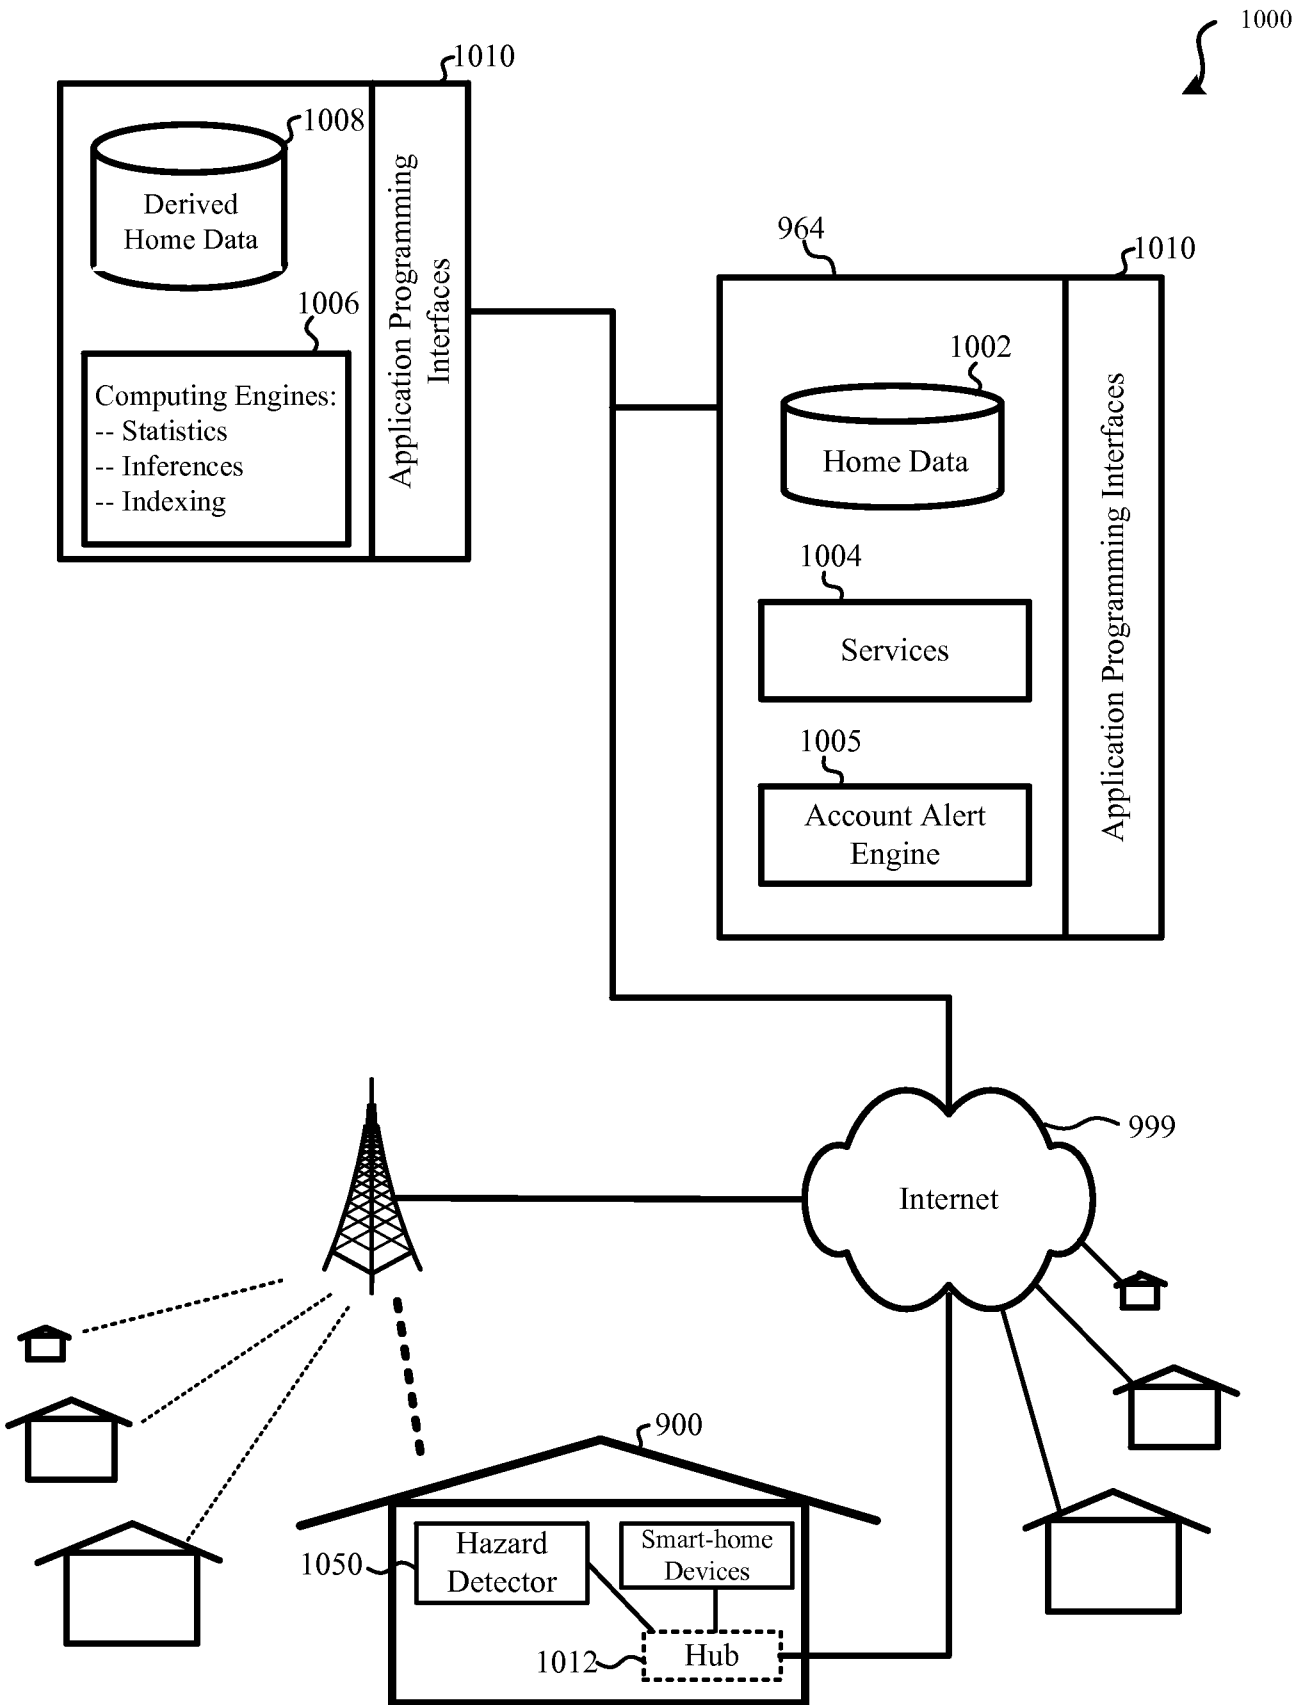 1000
1010
1008
Derived
Home Data
1006
Computing Engines:
-- Statistics
-- Inferences
-- Indexing
Application Programming
Interfaces
964
1010
1002
Home Data
1004
Services
1005
Account Alert
Engine
Application Programming Interfaces
999
Internet
900
Hazard
Detector
1050
Smart-home
Devices
1012
Hub